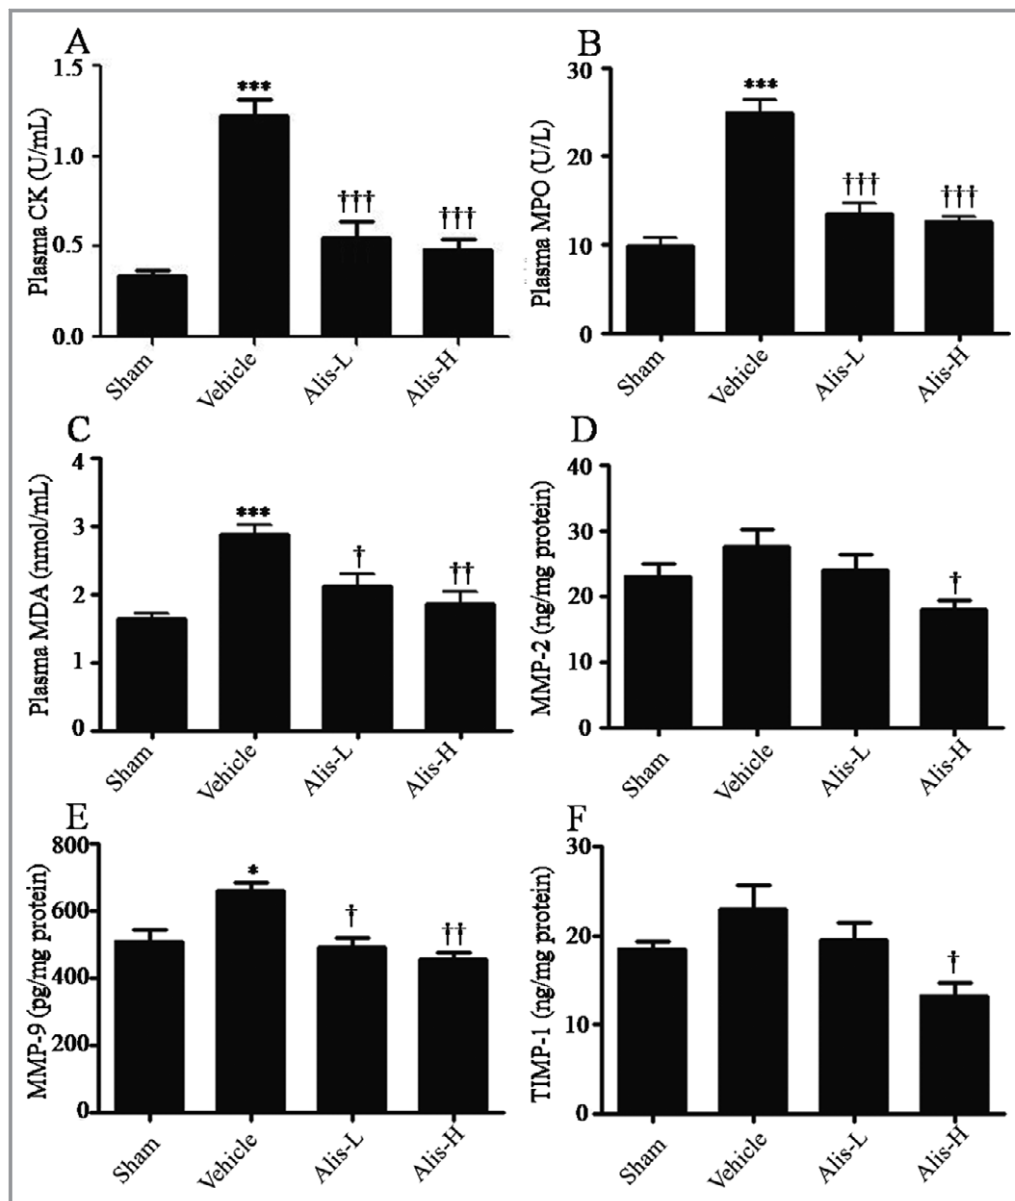 A
Plasma CK (U/mL)
1.5
1.0
0.5
0.0
***
†††
†††
Sham
Vehicle
Alis-L
Alis-H
B
Plasma MPO (U/L)
30
20
10
0
***
†††
†††
Sham
Vehicle
Alis-L
Alis-H
C
Plasma MDA (nmol/mL)
4
3
2
1
0
***
†
††
Sham
Vehicle
Alis-L
Alis-H
D
MMP-2 (ng/mg protein)
40
30
20
10
0
†
Sham
Vehicle
Alis-L
Alis-H
E
MMP-9 (pg/mg protein)
800
600
400
200
0
*
†
††
Sham
Vehicle
Alis-L
Alis-H
F
TIMP-1 (ng/mg protein)
30
20
10
0
†
Sham
Vehicle
Alis-L
Alis-H